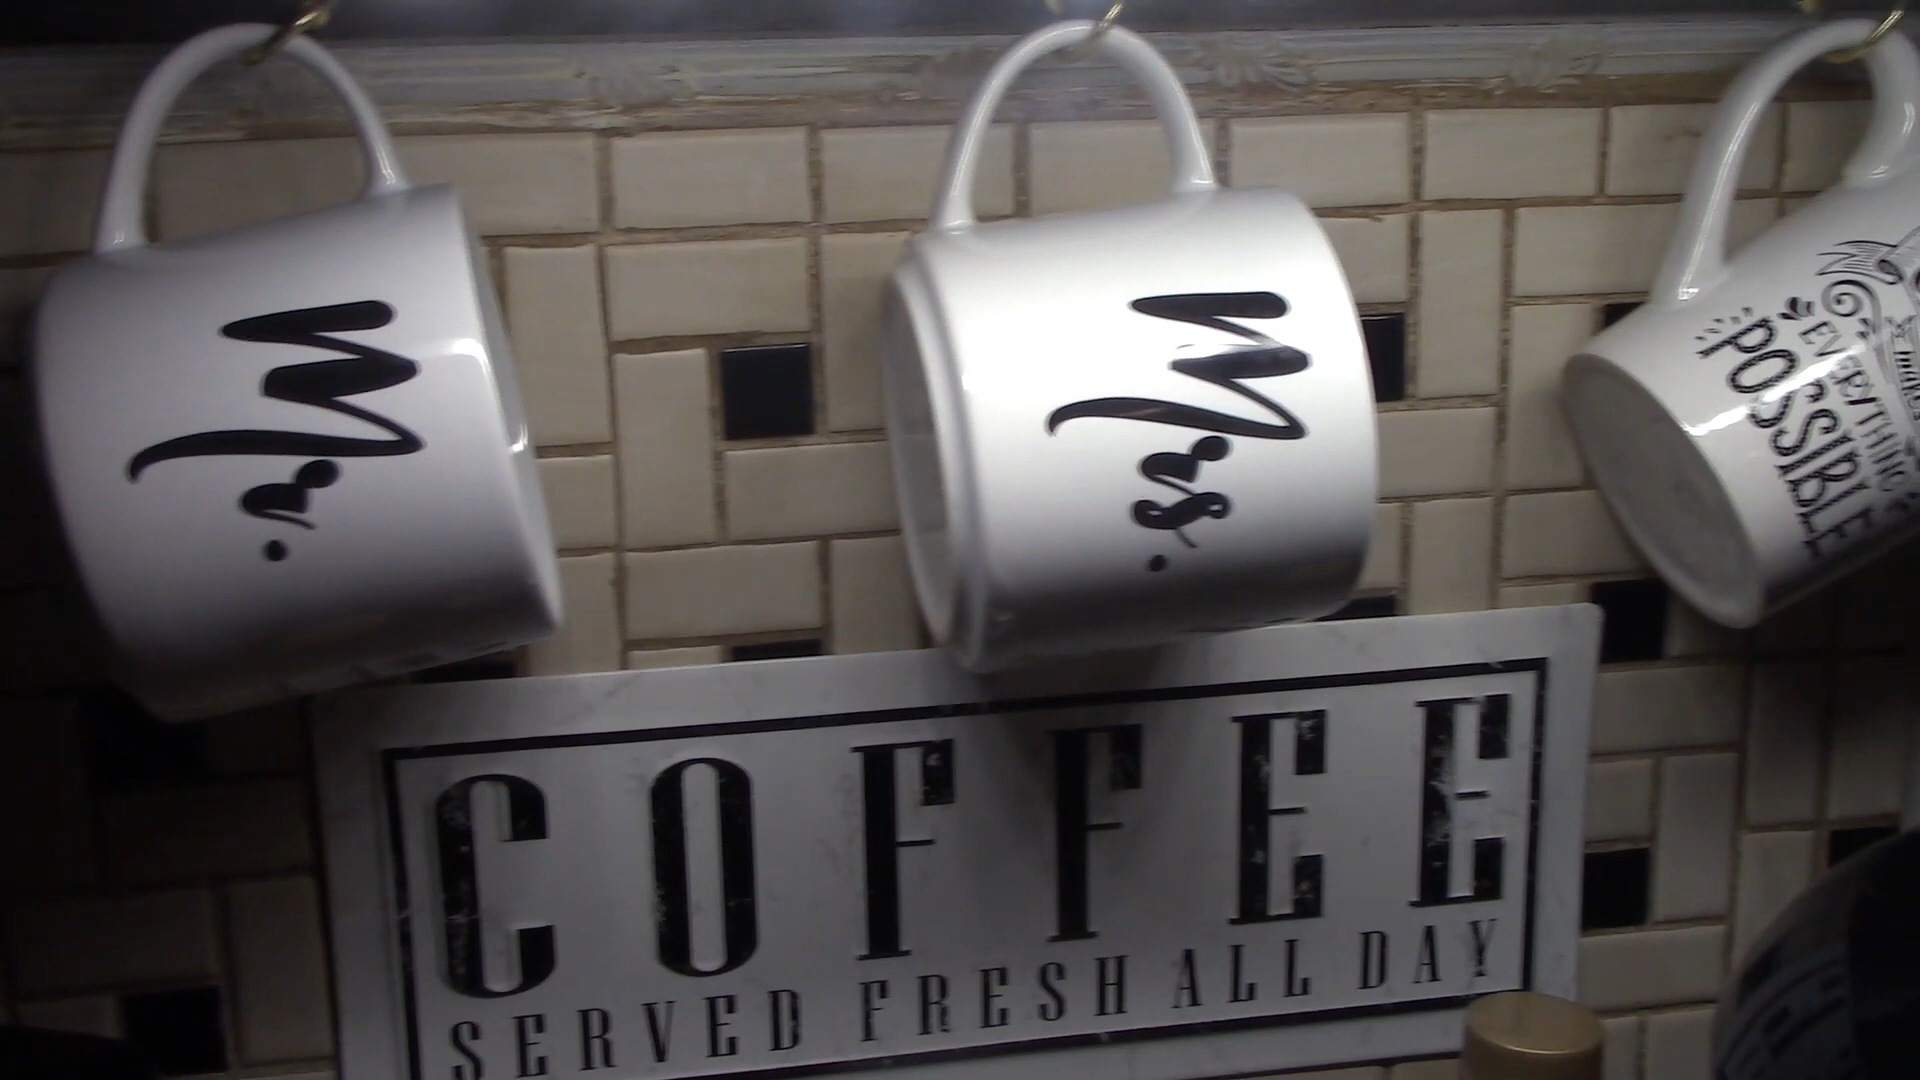 Mr.
Mrs.
EVERYTHING
POSSIBLE
COFFEE
SERVED FRESH ALL DAY